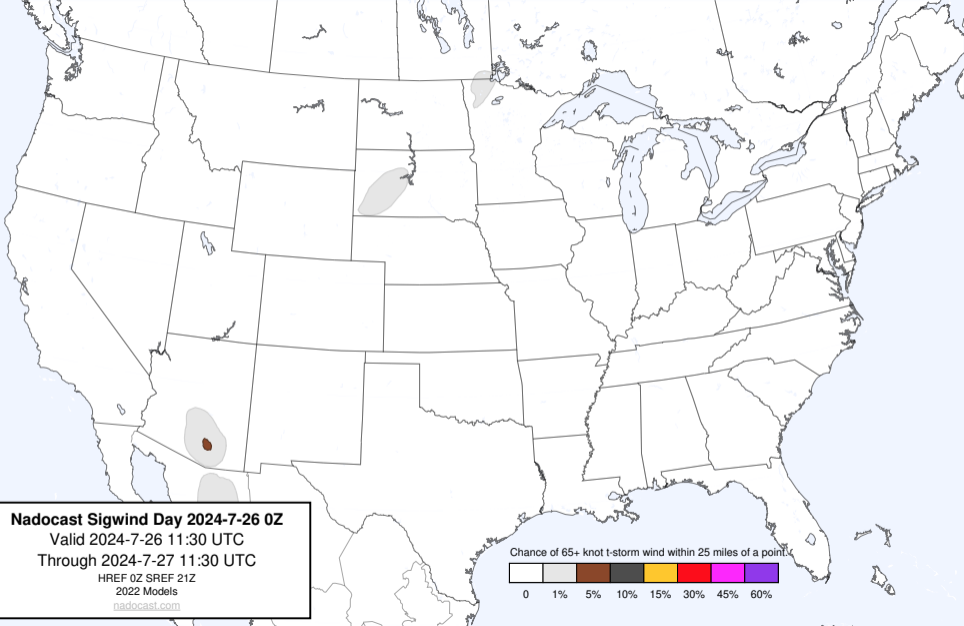 Nadocast Sigwind Day 2024-7-26 0Z
Valid 2024-7-26 11:30 UTC
Through 2024-7-27 11:30 UTC
HREF 0Z SREF 21Z
2022 Models
nadocast.com
Chance of 65+ knot t-storm wind within 25 miles of a point.
0 1% 5% 10% 15% 30% 45% 60%